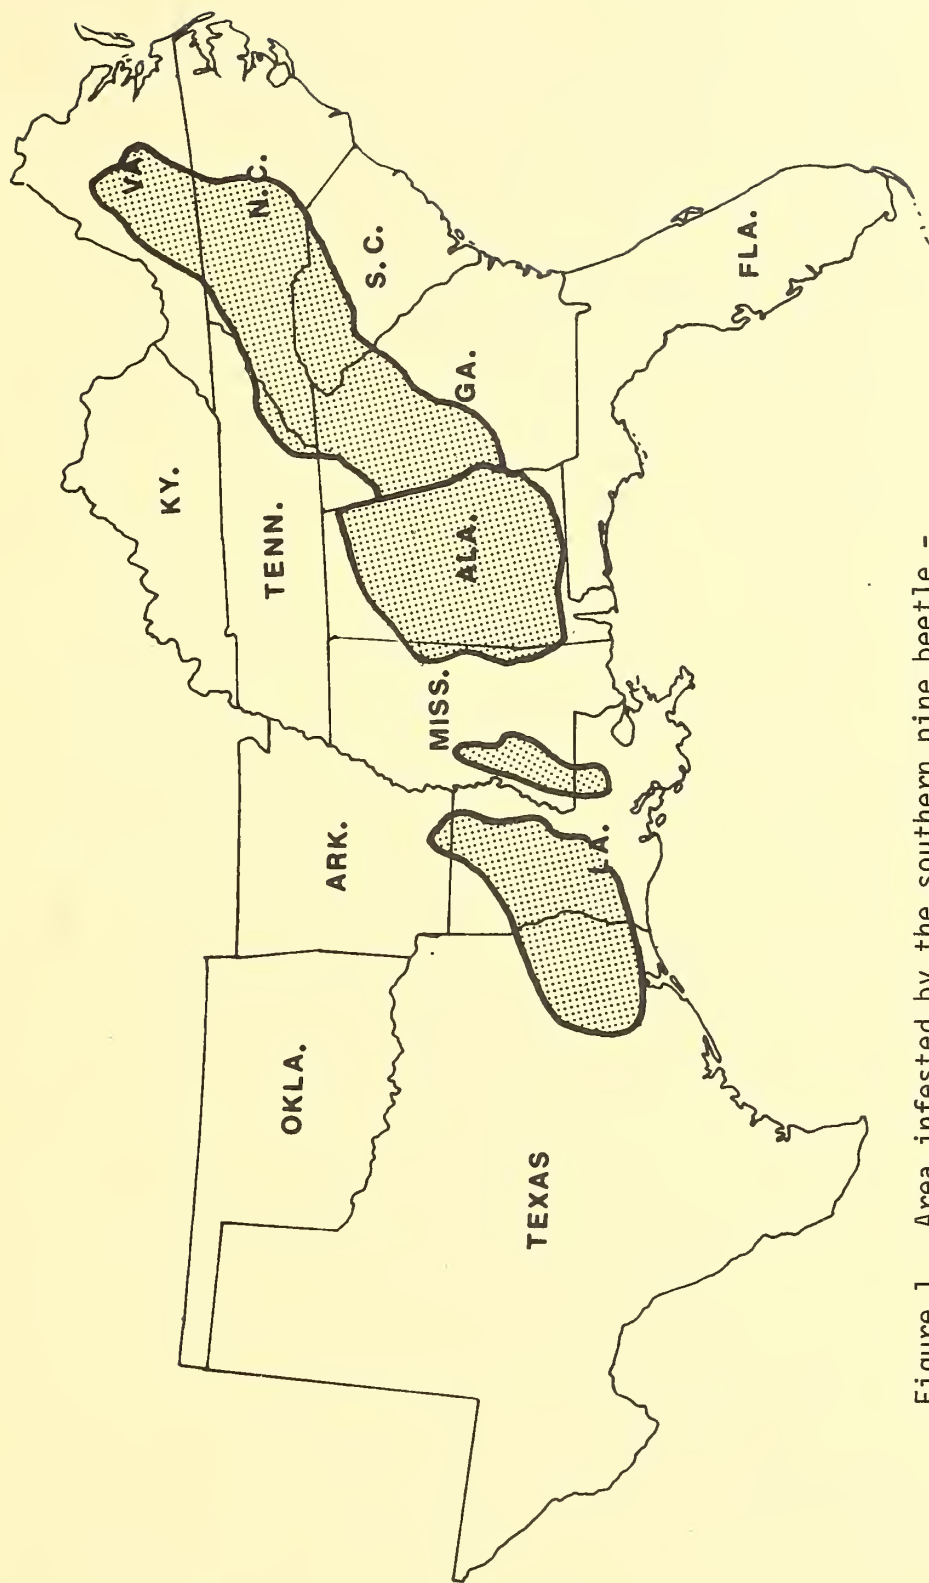 VA
KY.
N.C.
TENN.
OKLA.
ARK.
S.C.
MISS.
GA.
ALA.
TEXAS
LA.
FLA.
Figure 1 Area infested by the southern pine beetle -